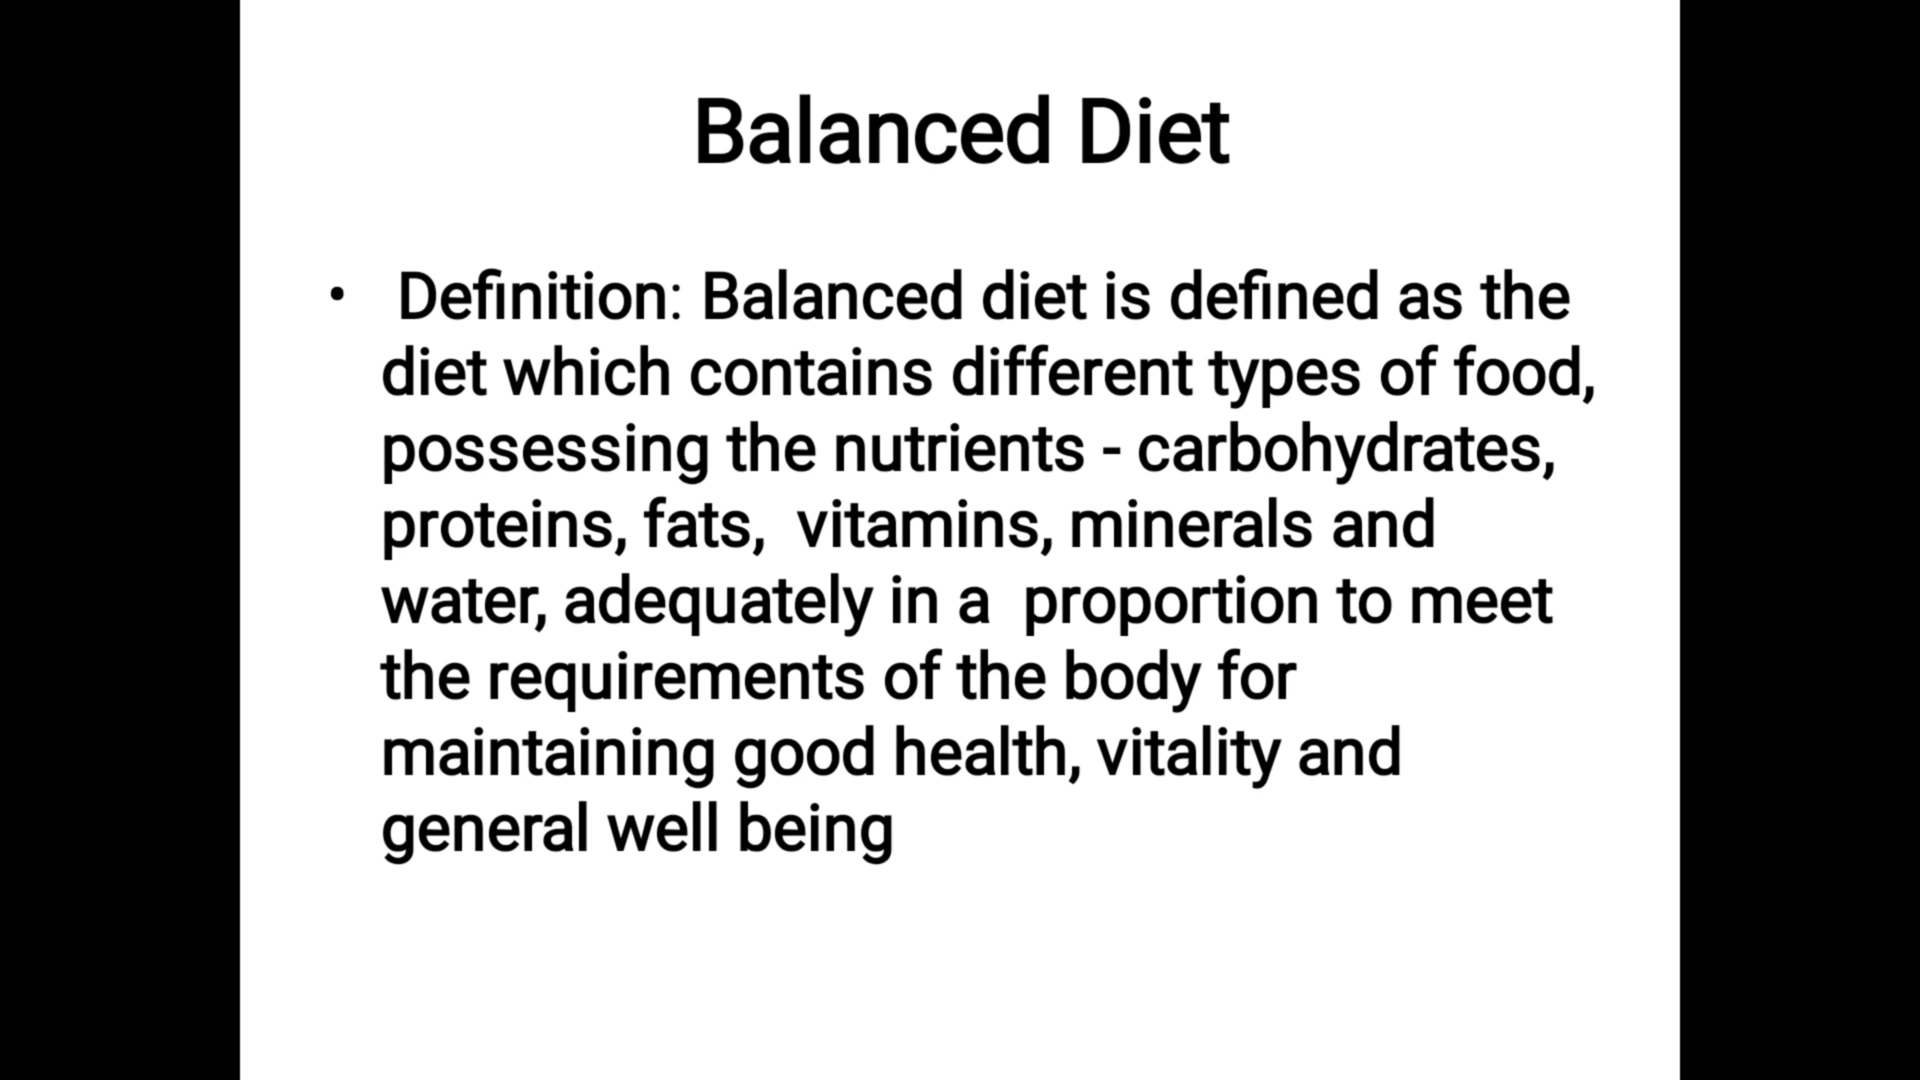 Balanced Diet
• Definition: Balanced diet is defined as the
diet which contains different types of food,
possessing the nutrients - carbohydrates,
proteins, fats,  vitamins, minerals and
water, adequately in a  proportion to meet
the requirements of the body for
maintaining good health, vitality and
general well being